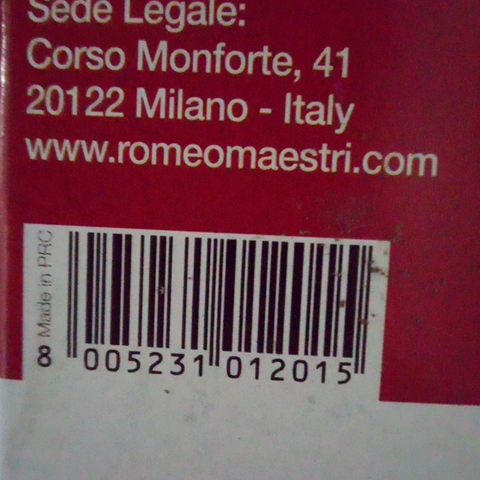 Sede Legale:
Corso Monforte, 41
20122 Milano - Italy
www.romeomaestri.com
Made in PRC
8 005231 012015